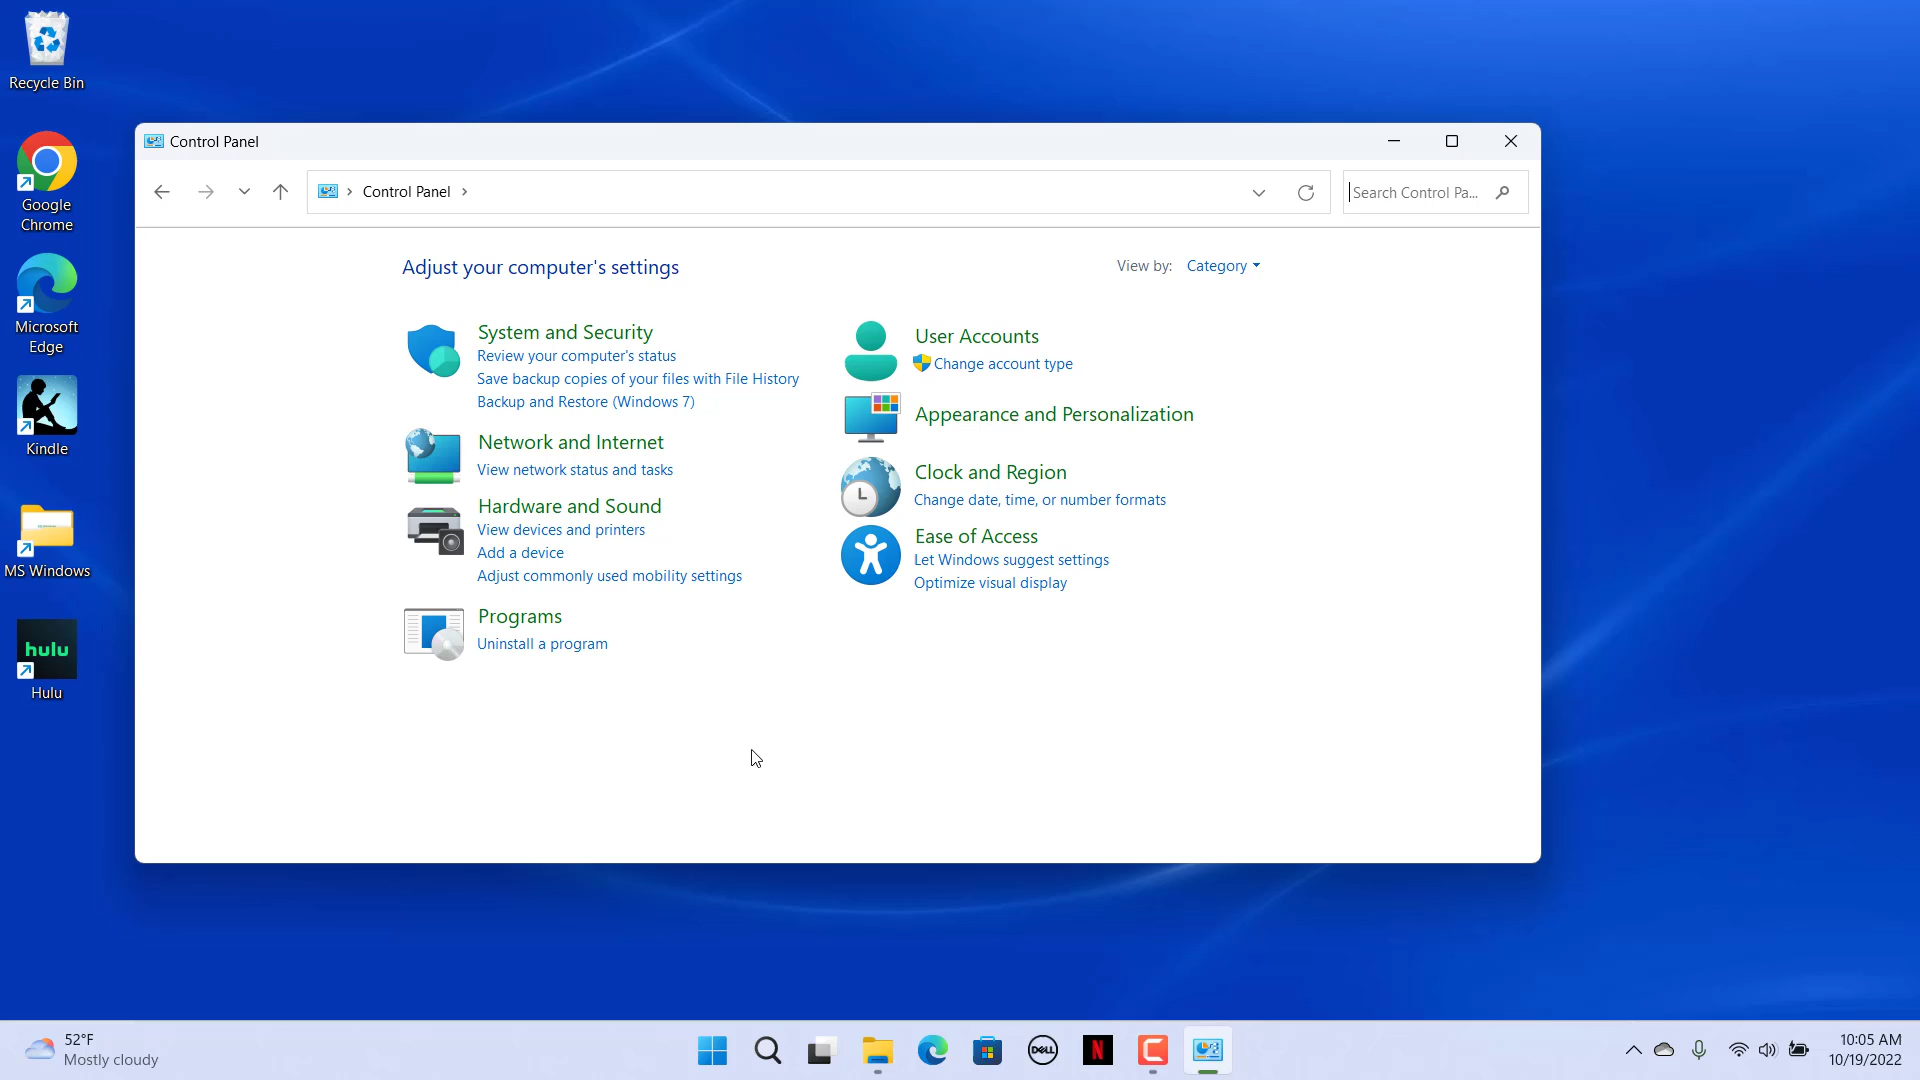 Recycle Bin
Google
Chrome
Microsoft
Edge
Kindle
MS Windows
hulu
Hulu
Control Panel
Control Panel
Search Control Pa...
Adjust your computer's settings
View by: Category
System and Security
Review your computer's status
Save backup copies of your files with File History
Backup and Restore (Windows 7)
Network and Internet
View network status and tasks
Hardware and Sound
View devices and printers
Add a device
Adjust commonly used mobility settings
Programs
Uninstall a program
User Accounts
Change account type
Appearance and Personalization
Clock and Region
Change date, time, or number formats
Ease of Access
Let Windows suggest settings
Optimize visual display
52°F
Mostly cloudy
DELL
N
C
10:05 AM
10/19/2022